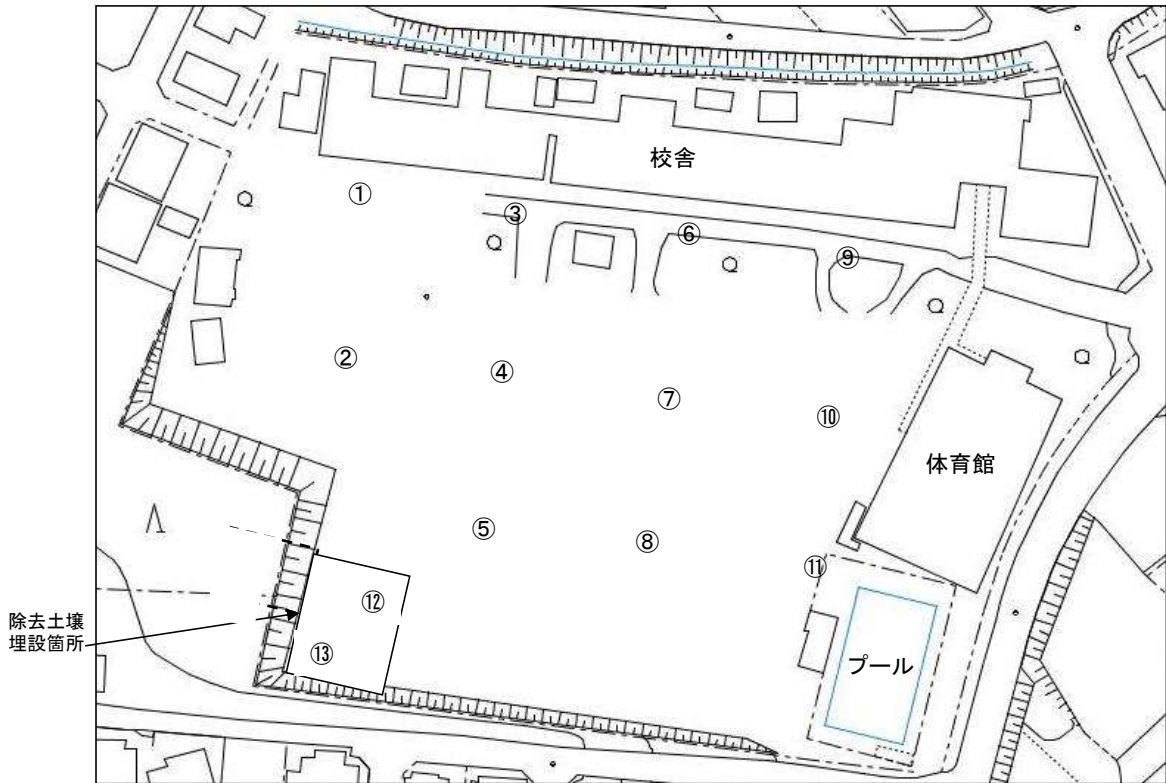 校舎
①
③
⑥
⑨
②
④
⑦
⑩
体育館
⑤
⑧
⑪
除去土壌
埋設箇所
⑫
⑬
プール